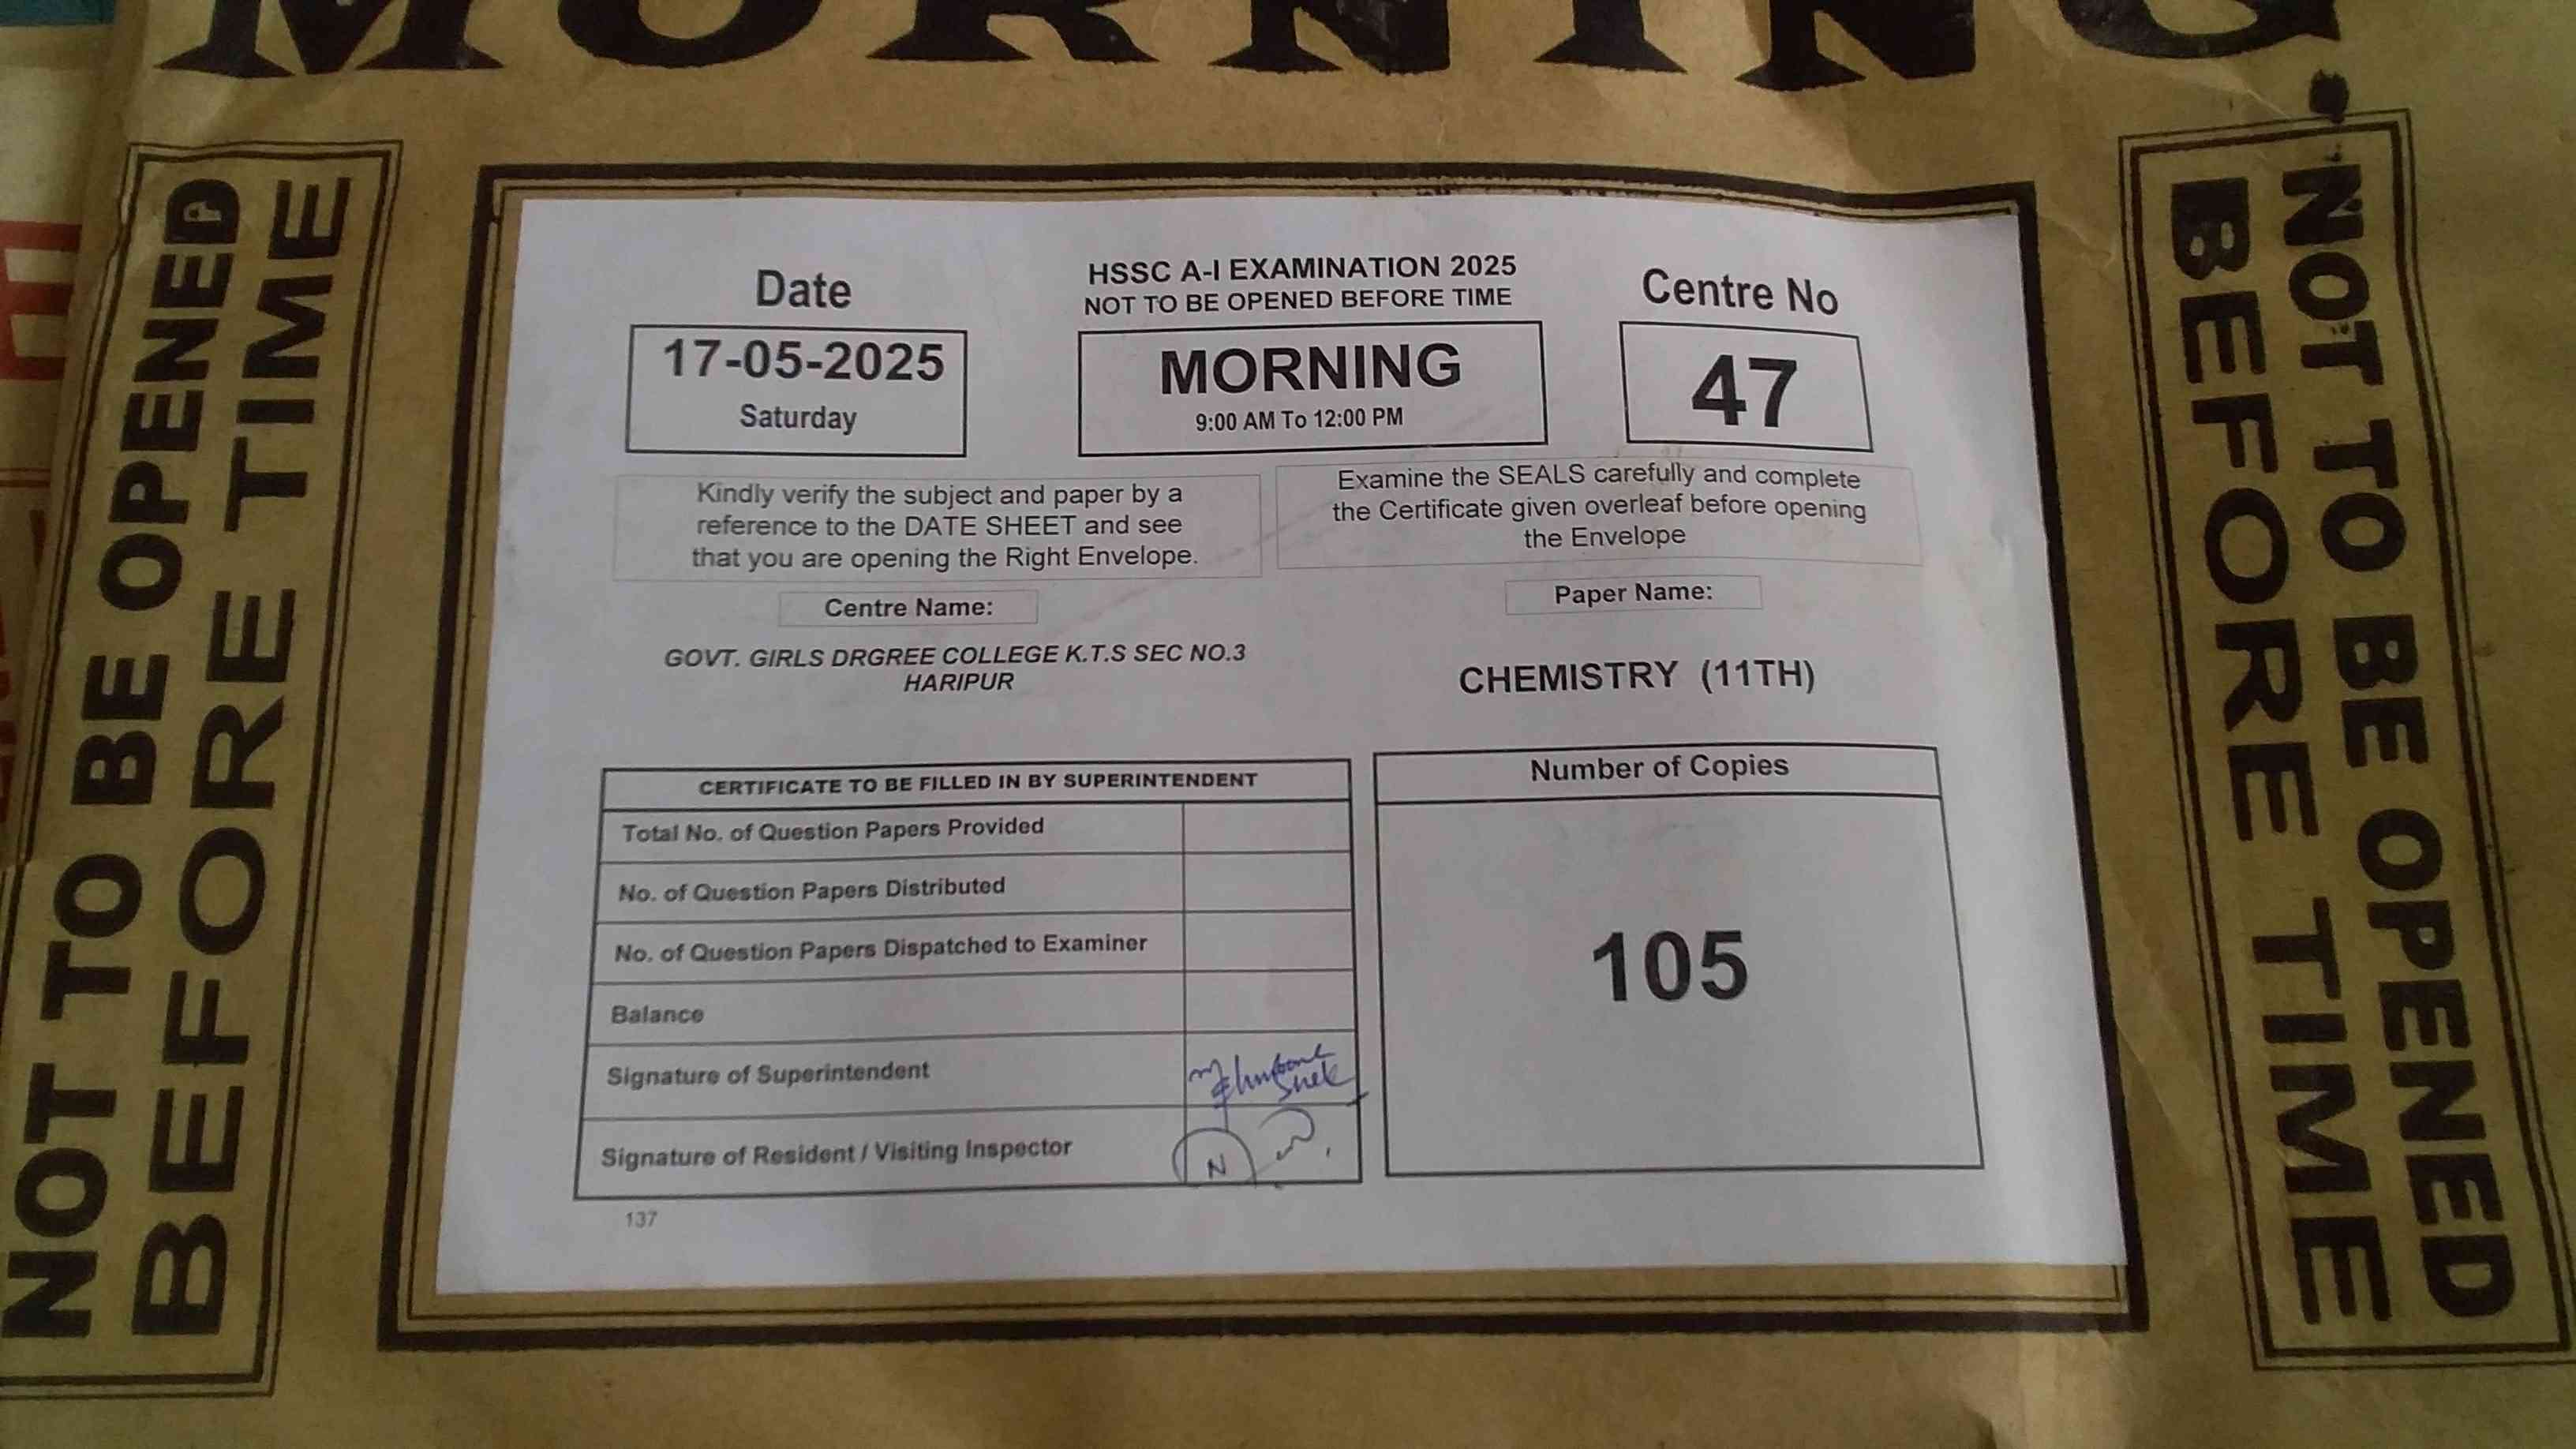 MORNING
NOT TO BE OPENED
BEFORE TIME
Date
17-05-2025
Saturday
HSSC A-I EXAMINATION 2025
NOT TO BE OPENED BEFORE TIME
MORNING
9:00 AM To 12:00 PM
Centre No
47
Kindly verify the subject and paper by a
reference to the DATE SHEET and see
that you are opening the Right Envelope.
Examine the SEALS carefully and complete
the Certificate given overleaf before opening
the Envelope
Centre Name:
GOVT. GIRLS DRGREE COLLEGE K.T.S SEC NO.3
HARIPUR
Paper Name:
CHEMISTRY (11TH)
CERTIFICATE TO BE FILLED IN BY SUPERINTENDENT
Total No. of Question Papers Provided
No. of Question Papers Distributed
No. of Question Papers Dispatched to Examiner
Balance
Signature of Superintendent
Signature of Resident / Visiting Inspector
137
Number of Copies
105
NOT TO BE OPENED
BEFORE TIME